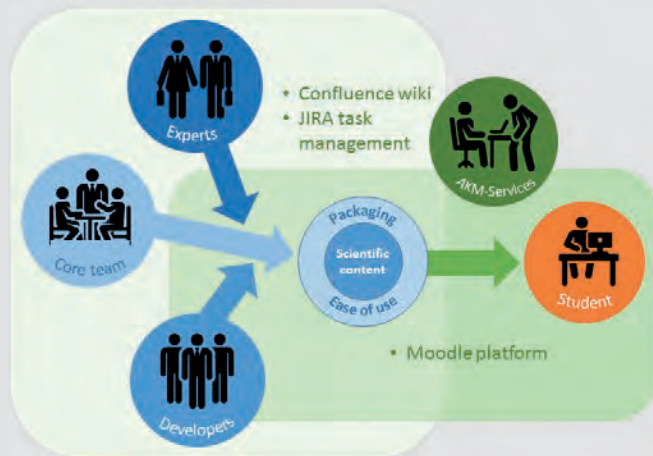 Experts
• Confluence wiki
• JIRA task
management
AKM-Services
Core team
Packaging
Scientific
content
Ease of use
Student
• Moodle platform
Developers